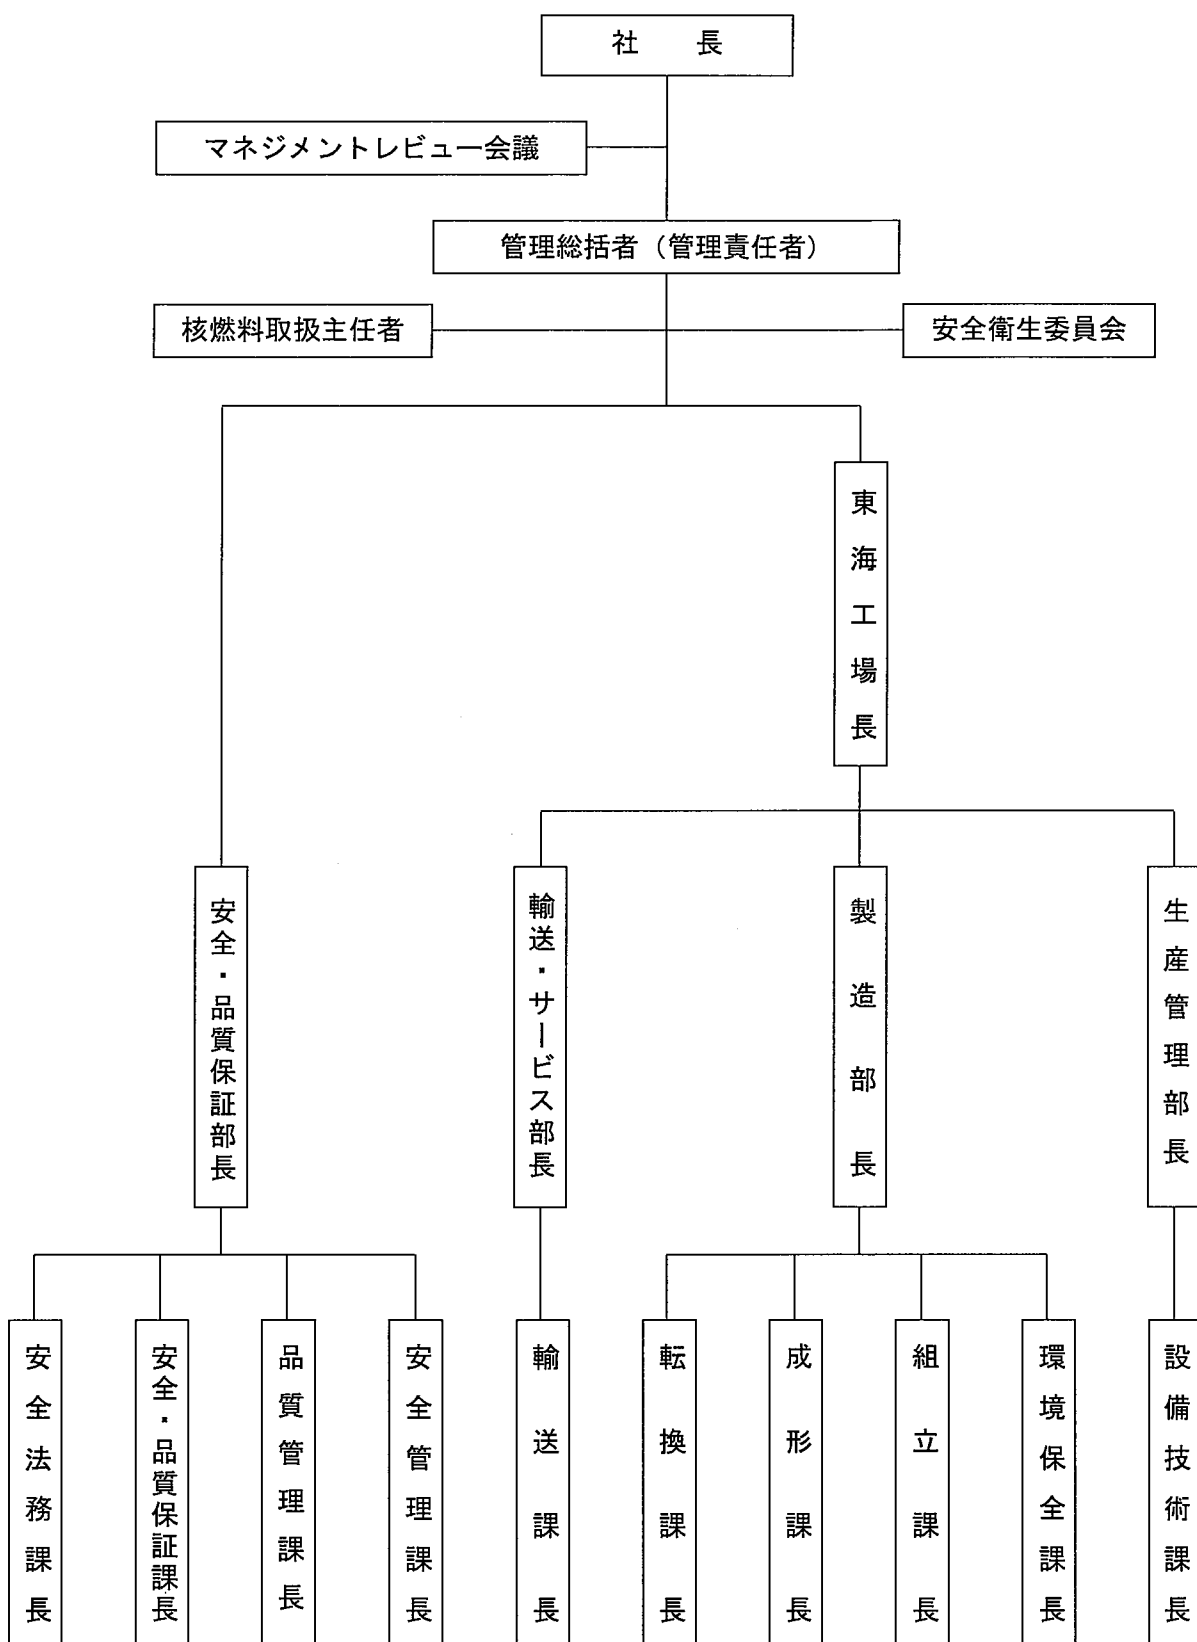 社長
マネジメントレビュー会議
管理総括者（管理責任者）
核燃料取扱主任者
安全衛生委員会
東海工場長
安全・品質保証部長
輸送・サービス部長
製造部長
生産管理部長
安全法務課長
安全・品質保証課長
品質管理課長
安全管理課長
輸送課長
転換課長
成形課長
組立課長
環境保全課長
設備技術課長